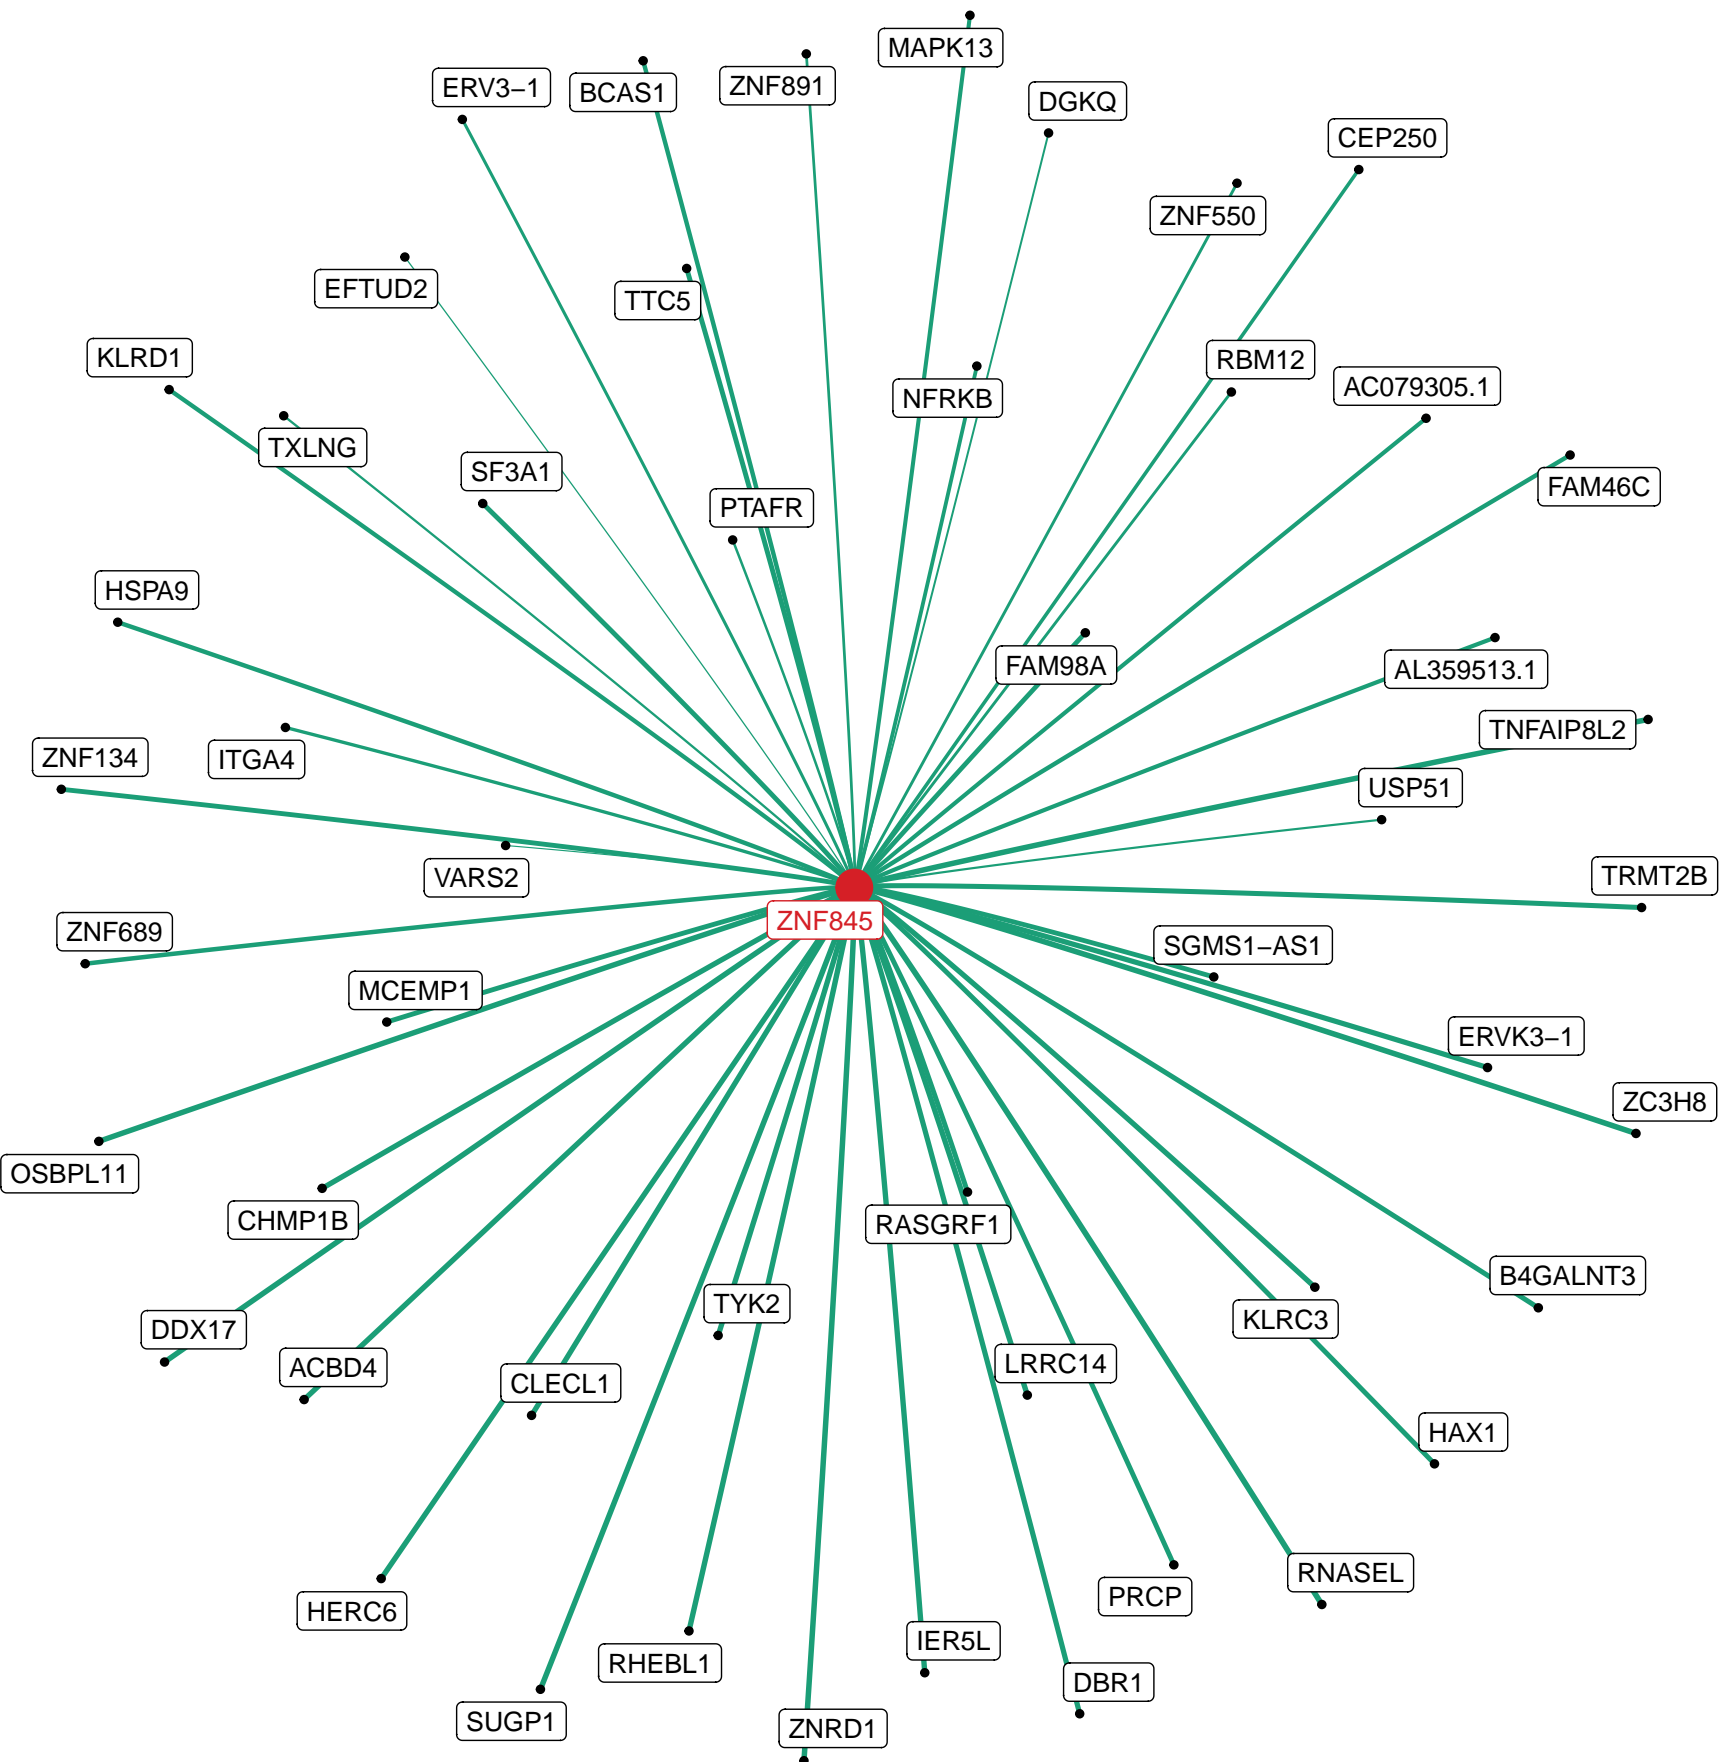 MAPK13
ERV3−1
BCAS1
ZNF891
DGKQ
CEP250
ZNF550
EFTUD2
TTC5
KLRD1
RBM12
AC079305.1
NFRKB
TXLNG
SF3A1
FAM46C
PTAFR
HSPA9
FAM98A
AL359513.1
TNFAIP8L2
ZNF134
ITGA4
USP51
VARS2
TRMT2B
ZNF845
ZNF689
SGMS1−AS1
MCEMP1
ERVK3−1
ZC3H8
OSBPL11
CHMP1B
RASGRF1
B4GALNT3
TYK2
KLRC3
DDX17
LRRC14
ACBD4
CLECL1
HAX1
RNASEL
PRCP
HERC6
IER5L
RHEBL1
DBR1
SUGP1
ZNRD1